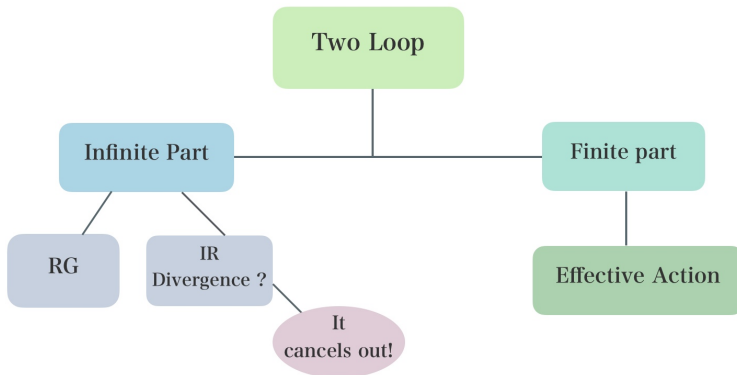 Two Loop
Infinite Part
Finite part
RG
IR
Divergence ?
Effective Action
It
cancels out!